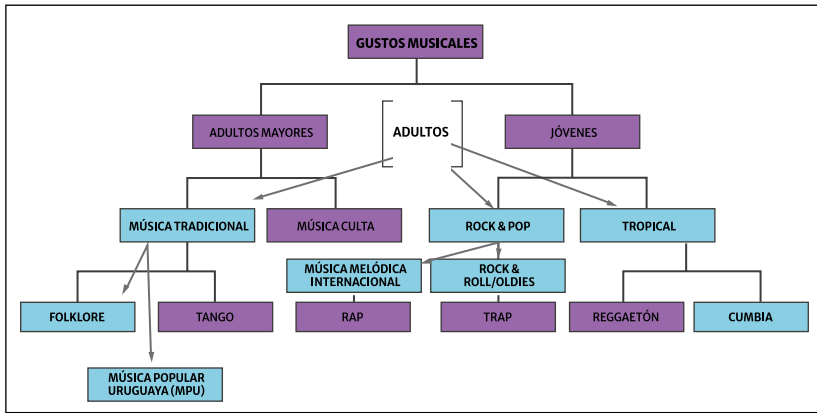 GUSTOS MUSICALES
ADULTOS MAYORES
ADULTOS
JÓVENES
MÚSICA TRADICIONAL
MÚSICA CULTA
ROCK & POP
TROPICAL
MÚSICA MELÓDICA
INTERNACIONAL
ROCK &
ROLL/OLDIES
FOLKLORE
TANGO
RAP
TRAP
REGGAETÓN
CUMBIA
MÚSICA POPULAR
URUGUAYA (MPU)